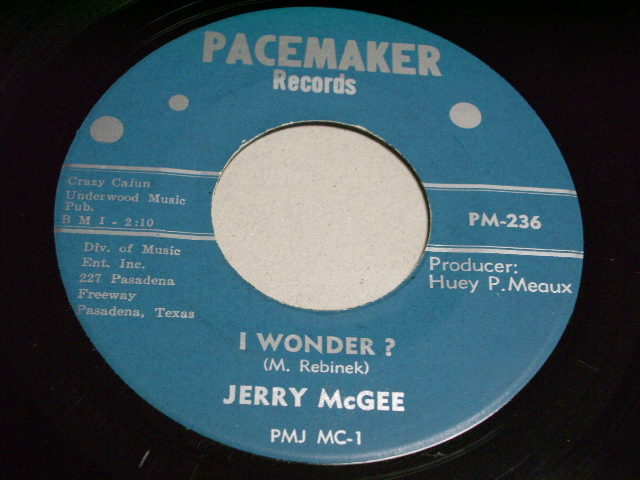 PACEMAKER
Records
Crazy Cajun
Underwood Music
Pub.
B M I - 2:10
Div. of Music
Ent. Inc.
227 Pasadena
Freeway
Pasadena, Texas
PM-236
Producer:
Huey P. Meaux
I WONDER ?
(M. Rebinek)
JERRY McGEE
PMJ MC-1